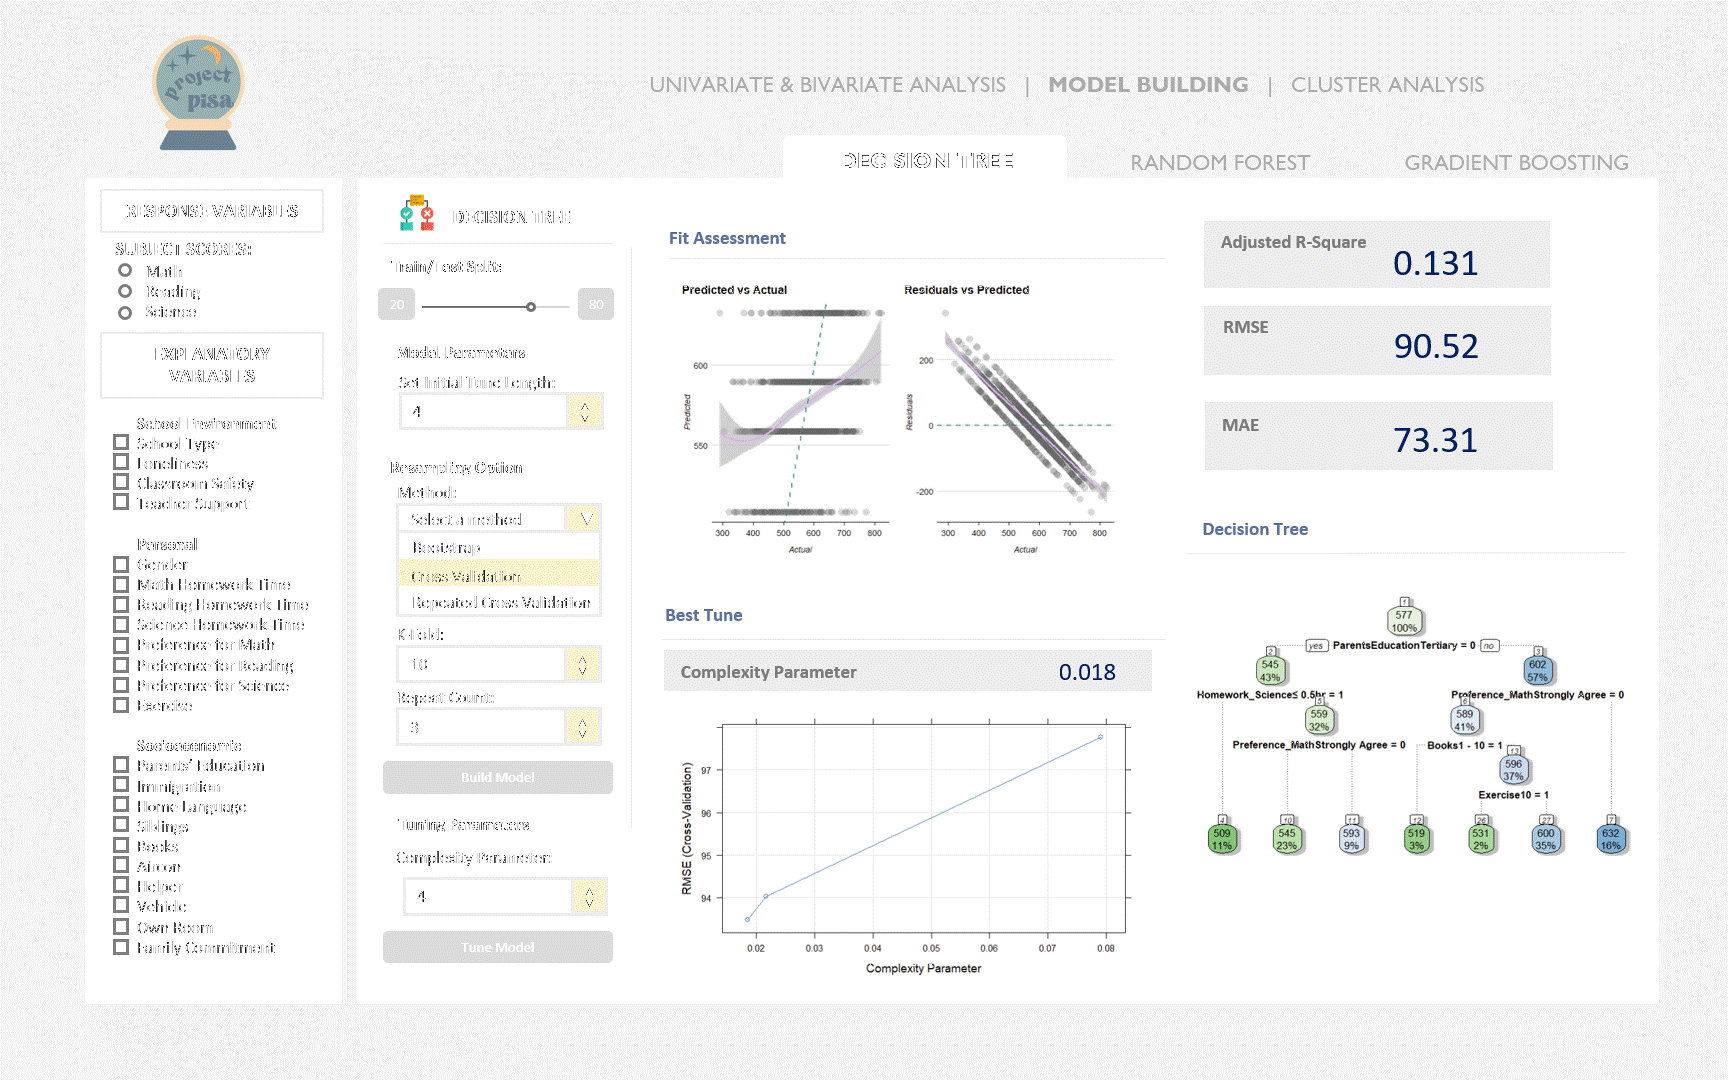 project
pisa
UNIVARIATE & BIVARIATE ANALYSIS | MODEL BUILDING | CLUSTER ANALYSIS
DECISION TREE
RANDOM FOREST
GRADIENT BOOSTING
RESPONSE VARIABLES
SUBJECT SCORES:
Math
Reading
Science
EXPLANATORY
VARIABLES
School Environment
School Type
Loneliness
Classroom Safety
Teacher Support
Personal
Gender
Math Homework Time
Reading Homework Time
Science Homework Time
Preference for Math
Preference for Reading
Preference for Science
Exercise
Socioeconomic
Parents' Education
Immigration
Home Language
Siblings
Books
Aircon
Helper
Vehicle
Own Room
Family Commitment
DECISION TREE
Train/Test Split:
20
80
Model Parameters
Set Initial Tune Length:
4
Resampling Option
Method:
Select a method
Bootstrap
Cross Validation
Repeated Cross Validation
K-Fold:
10
Repeat Count:
3
Build Model
Tuning Parameters
Complexity Parameter:
4
Tune Model
Fit Assessment
Predicted vs Actual
600
550
Predicted
300 400 500 600 700 800
Actual
Residuals vs Predicted
200
0
-200
Residuals
300 400 500 600 700 800
Actual
Best Tune
Complexity Parameter 0.018
97
96
95
94
RMSE (Cross-Validation)
0.02 0.03 0.04 0.05 0.06 0.07 0.08
Complexity Parameter
Adjusted R-Square
0.131
RMSE
90.52
MAE
73.31
Decision Tree
1
577
100%
yes ParentsEducationTertiary = 0 no
2
545
43%
3
602
57%
Homework_Science≤ 0.5hr = 1
Preference_MathStrongly Agree = 0
5
559
32%
6
589
41%
Preference_MathStrongly Agree = 0
Books1 - 10 = 1
13
596
37%
Exercise10 = 1
4 10 11 12 26 27 7
509 545 593 519 531 600 632
11% 23% 9% 3% 2% 35% 16%